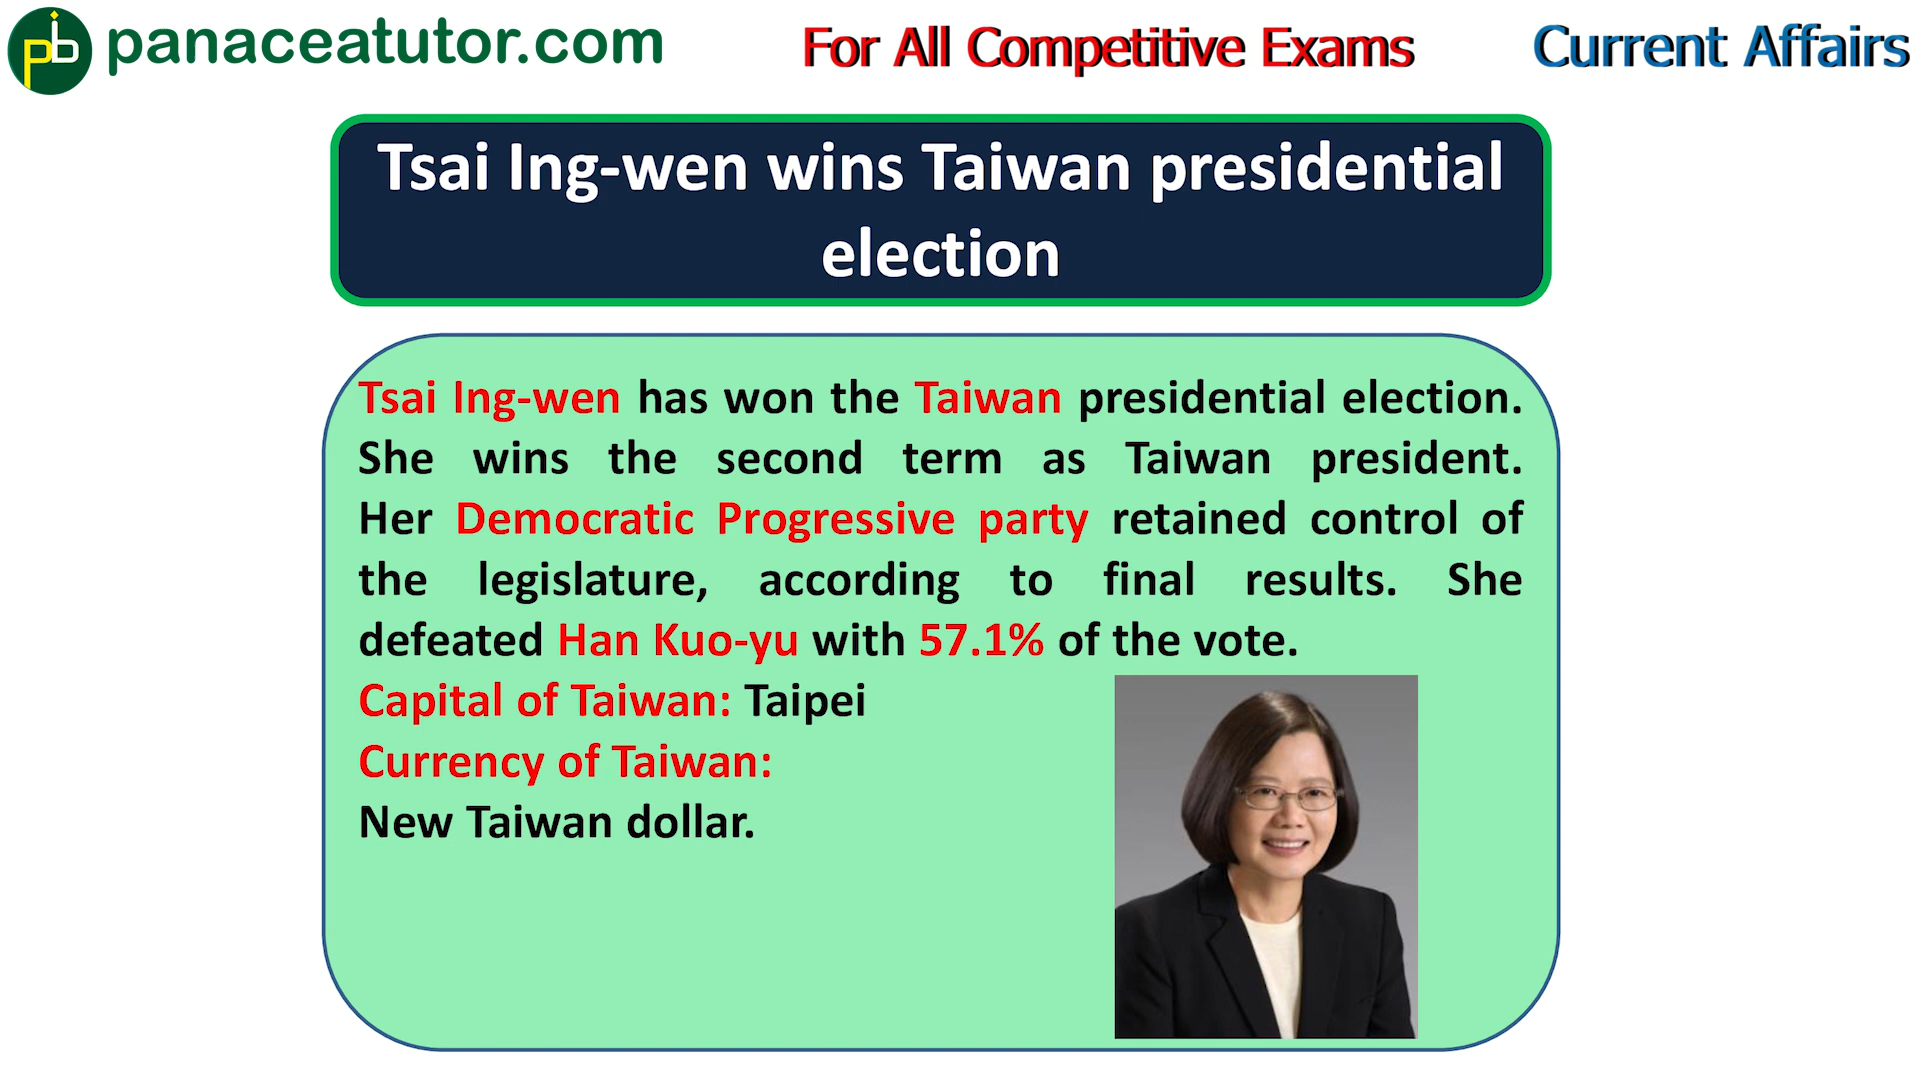 pb panaceatutor.com For All Competitive Exams Current Affairs
Tsai Ing-wen wins Taiwan presidential
election
Tsai Ing-wen has won the Taiwan presidential election.
She wins the second term as Taiwan president.
Her Democratic Progressive party retained control of
the legislature, according to final results. She
defeated Han Kuo-yu with 57.1% of the vote.
Capital of Taiwan: Taipei
Currency of Taiwan:
New Taiwan dollar.